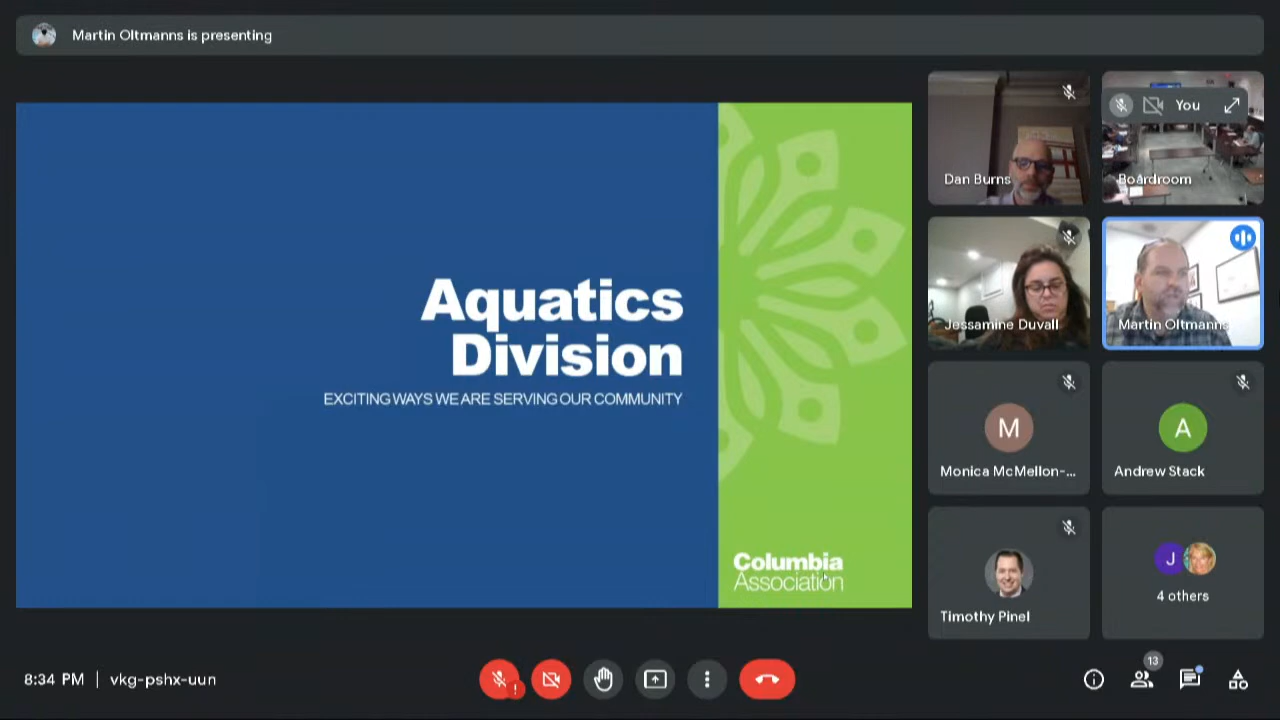 Martin Oltmanns is presenting
Aquatics
Division
EXCITING WAYS WE ARE SERVING OUR COMMUNITY
Columbia
Association
Dan Burns
You
Boardroom
Jessamine Duvall
Martin Oltmanns
M
Monica McMellon-...
A
Andrew Stack
Timothy Pinel
J
4 others
8:34 PM | vkg-pshx-uun
!
13